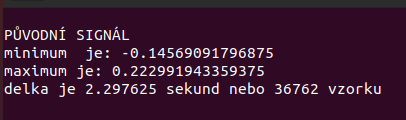 PŮVODNÍ SIGNÁL
minimum  je: -0.14569091796875
maximum je: 0.222991943359375
delka je 2.297625 sekund nebo 36762 vzorku